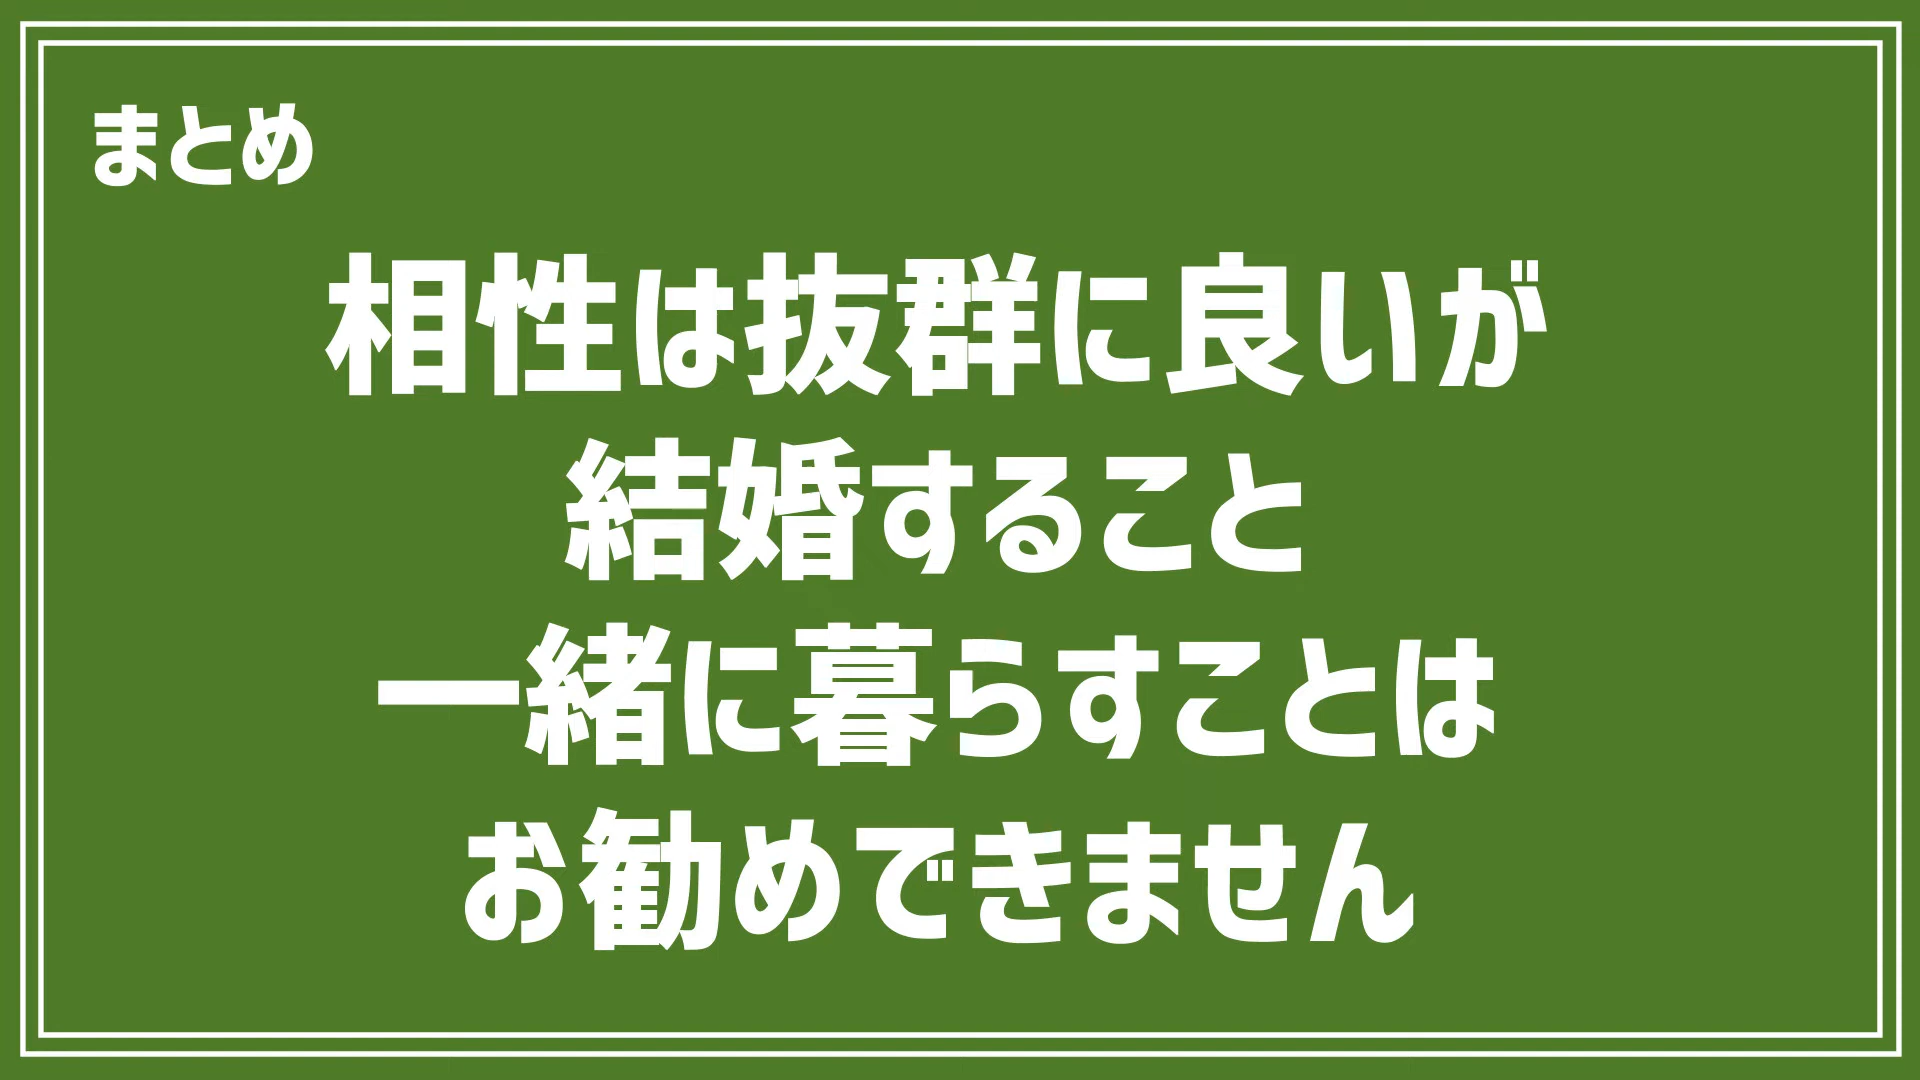 まとめ
相性は抜群に良いが
結婚すること
一緒に暮らすことは
お勧めできません